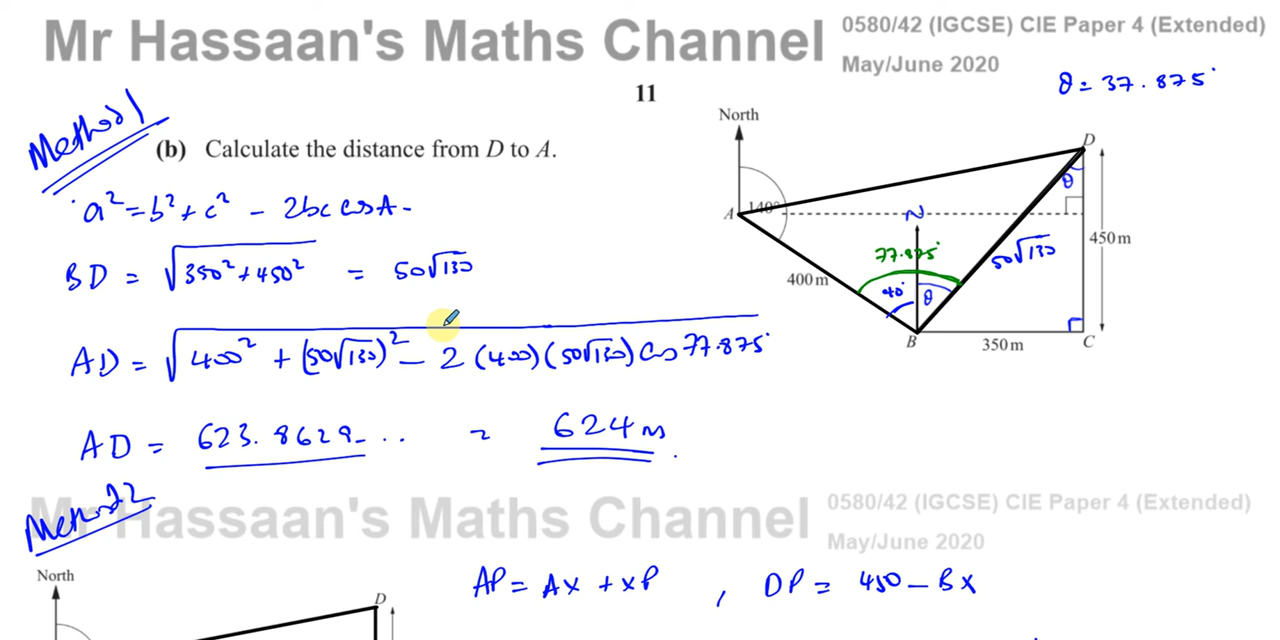 Mr Hassaan's Maths Channel
0580/42 (IGCSE) CIE Paper 4 (Extended)
May/June 2020
θ = 37.875°
11
Method 1
(b) Calculate the distance from D to A.
a² = b² + c² - 2bc cos A
BD = √350² + 450² = 50√130
AD = √400² + (50√130)² - 2 (400)(50√130) cos 77.875°
AD = 623.8629... = 624 m.
North
D
θ
A
140°
N
77.875°
50√130
450 m
400 m
40°
θ
B
350 m
C
Method 2
Mr Hassaan's Maths Channel
0580/42 (IGCSE) CIE Paper 4 (Extended)
May/June 2020
North
D
AP = AX + XP , DP = 450 - BX